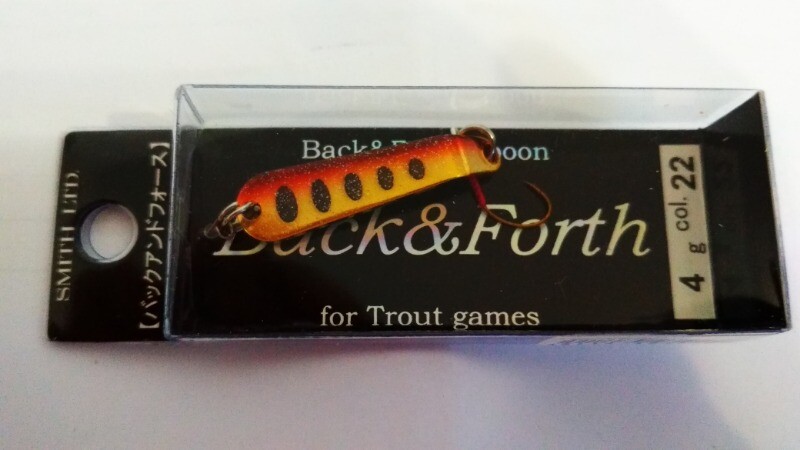 SMITH LTD.
【バックアンドフォース】
Back&
Back&Forth
for Trout games
4 g col. 22